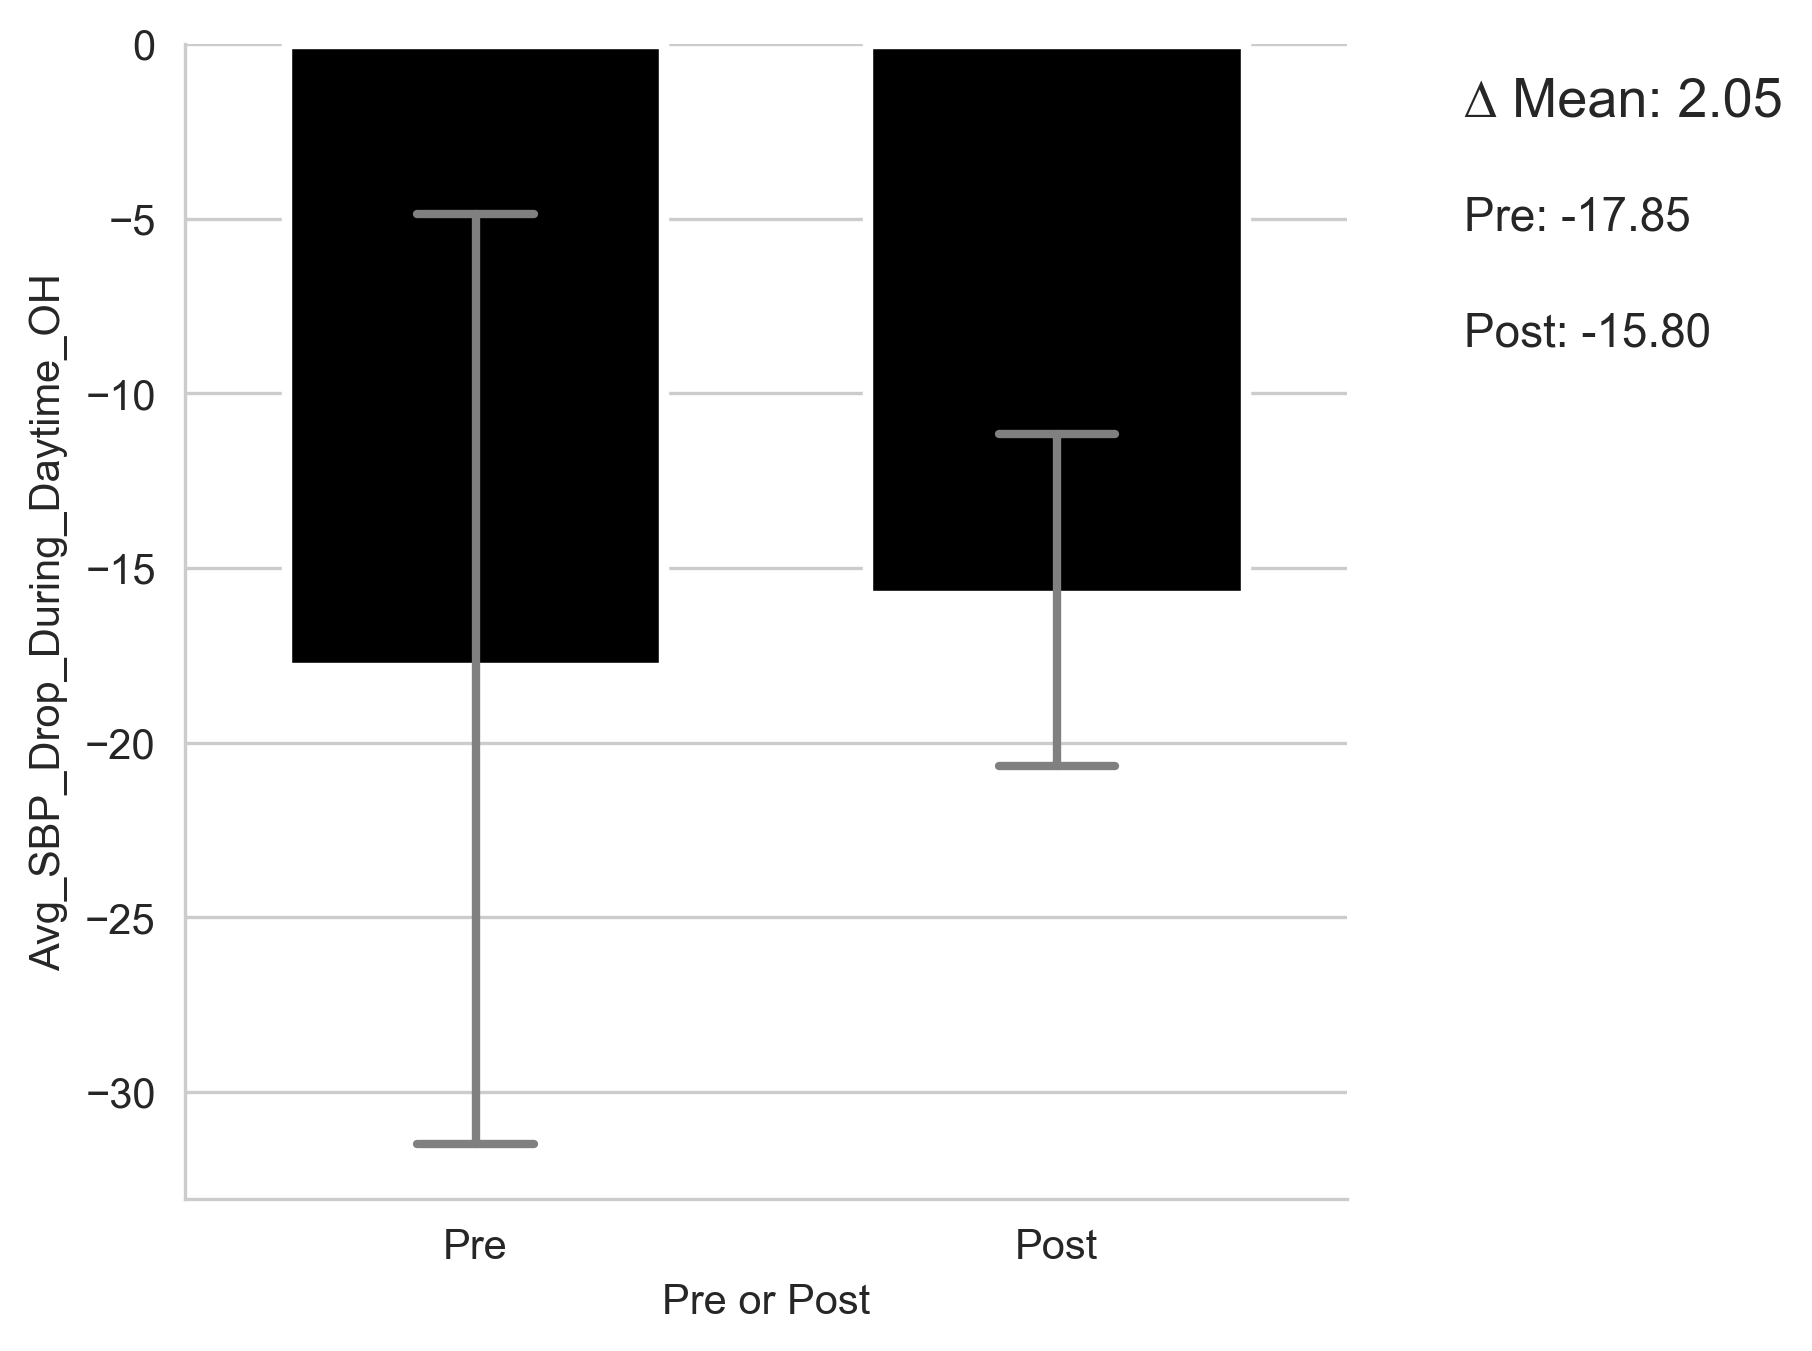 0
−5
−10
−15
−20
−25
−30
Avg_SBP_Drop_During_Daytime_OH
Pre
Post
Pre or Post
Δ Mean: 2.05
Pre: -17.85
Post: -15.80